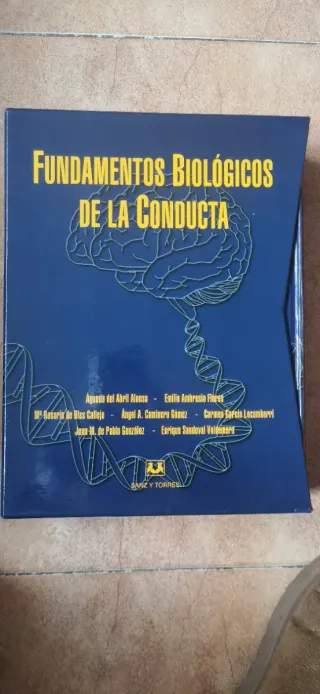 FUNDAMENTOS BIOLÓGICOS
DE LA CONDUCTA
Agueda del Abril Alonso - Emilio Ambrosio Flores
Mª Rosario de Blas Calleja - Ángel A. Caminero Gómez - Carmen García Lecumberri
Juan M. de Pablo González - Enrique Sandoval Valdemoro
SANZ Y TORRES